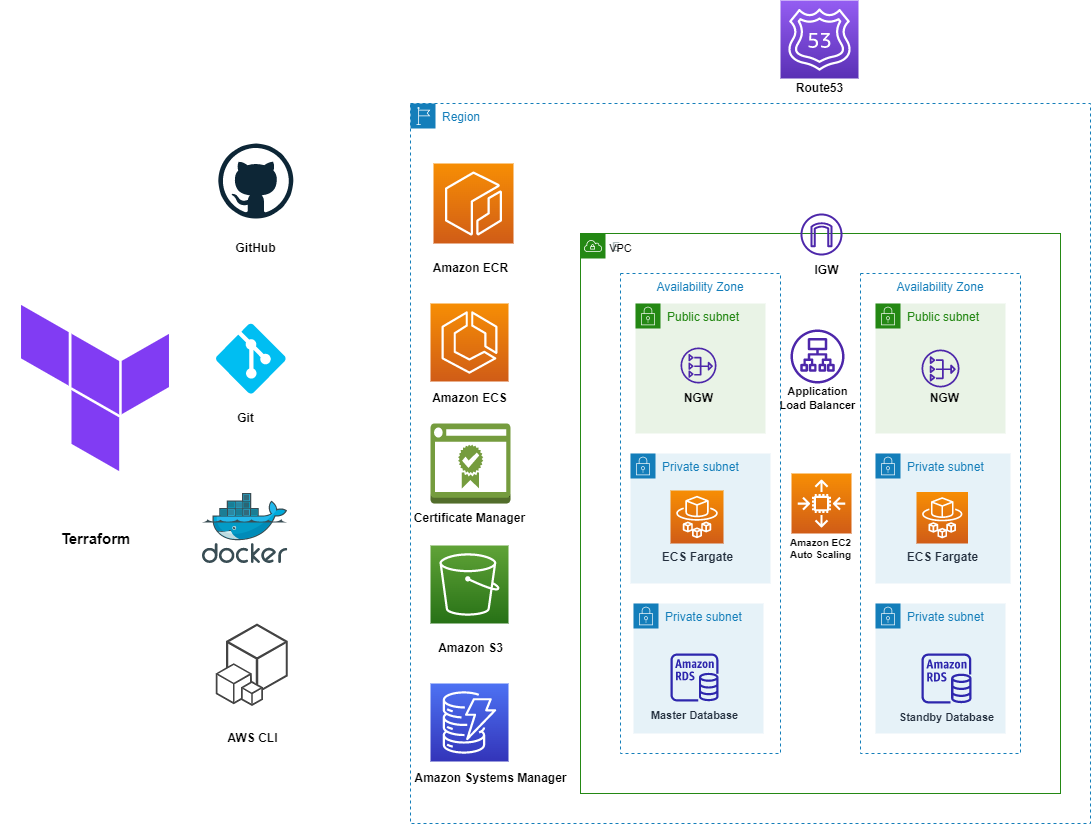 53
Route53
Region
GitHub
Amazon ECR
VPC
IGW
Availability Zone
Availability Zone
Public subnet
Public subnet
NGW
NGW
Application
Load Balancer
Git
Amazon ECS
Certificate Manager
Private subnet
Private subnet
ECS Fargate
ECS Fargate
Amazon EC2
Auto Scaling
Terraform
docker
Amazon S3
Private subnet
Private subnet
Amazon
RDS
Master Database
Amazon
RDS
Standby Database
AWS CLI
Amazon Systems Manager